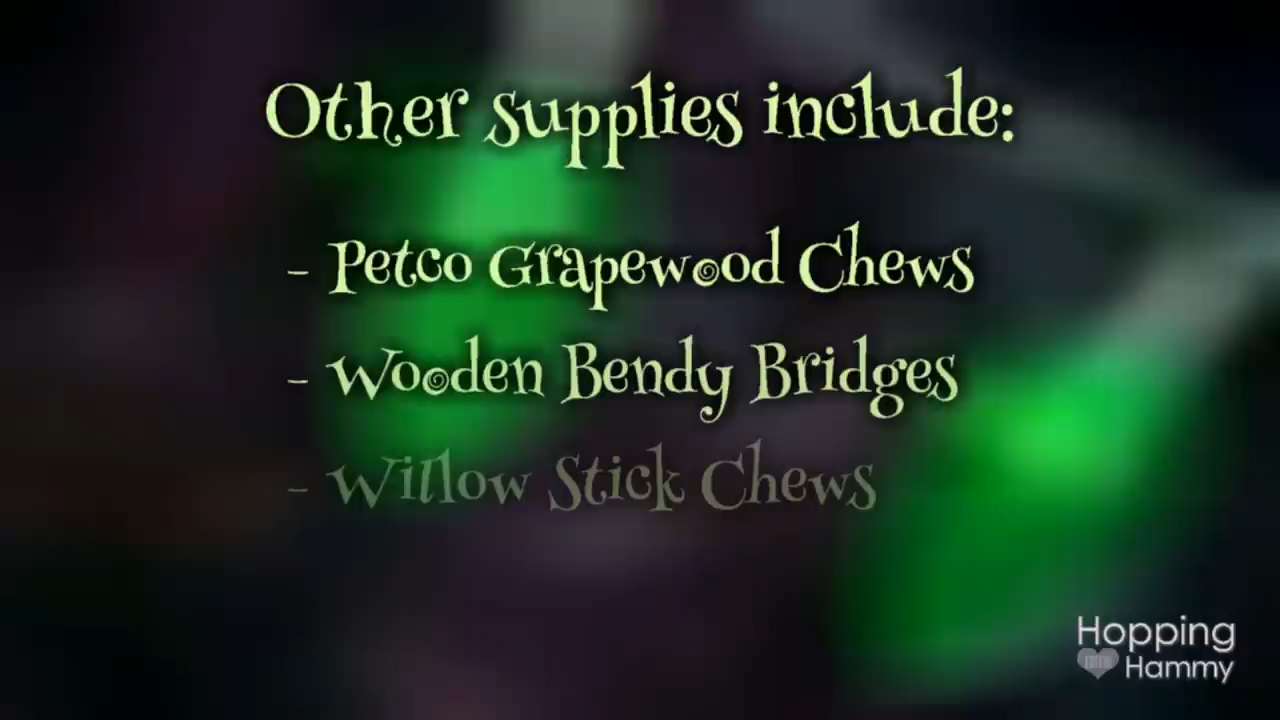 Other supplies include:
- Petco Grapewood Chews
- Wooden Bendy Bridges
- Willow Stick Chews
Hopping
Hammy